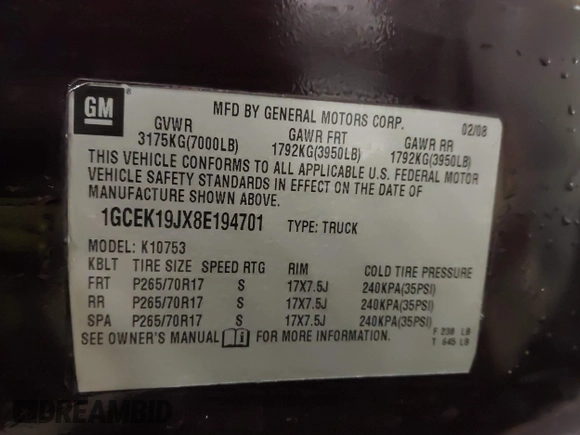 GM ®
MFD BY GENERAL MOTORS CORP. 02/08
GVWR GAWR FRT GAWR RR
3175KG(7000LB) 1792KG(3950LB) 1792KG(3950LB)
THIS VEHICLE CONFORMS TO ALL APPLICABLE U.S. FEDERAL MOTOR
VEHICLE SAFETY STANDARDS IN EFFECT ON THE DATE OF
MANUFACTURE SHOWN ABOVE.
1GCEK19JX8E194701 TYPE: TRUCK
MODEL: K10753
KBLT TIRE SIZE SPEED RTG RIM COLD TIRE PRESSURE
FRT P265/70R17 S 17X7.5J 240KPA(35PSI)
RR P265/70R17 S 17X7.5J 240KPA(35PSI)
SPA P265/70R17 S 17X7.5J 240KPA(35PSI)
SEE OWNER'S MANUAL FOR MORE INFORMATION.
F 238 LB
T 645 LB
DREAMBID